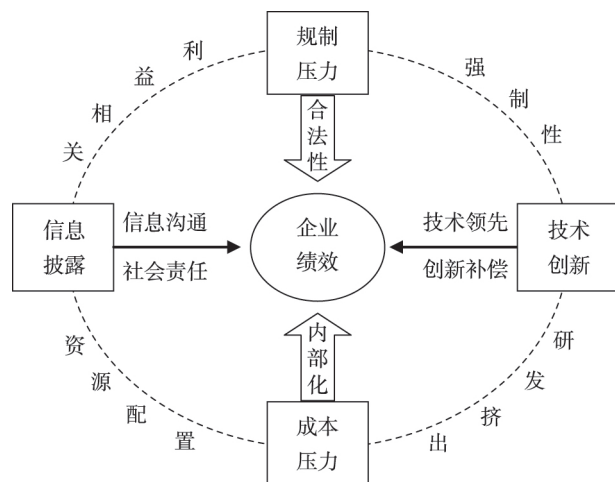 规制
压力
利益相关
强制性
合法性
信息
披露
信息沟通
社会责任
企业
绩效
技术领先
创新补偿
技术
创新
内部化
资源配置
研发挤出
成本
压力